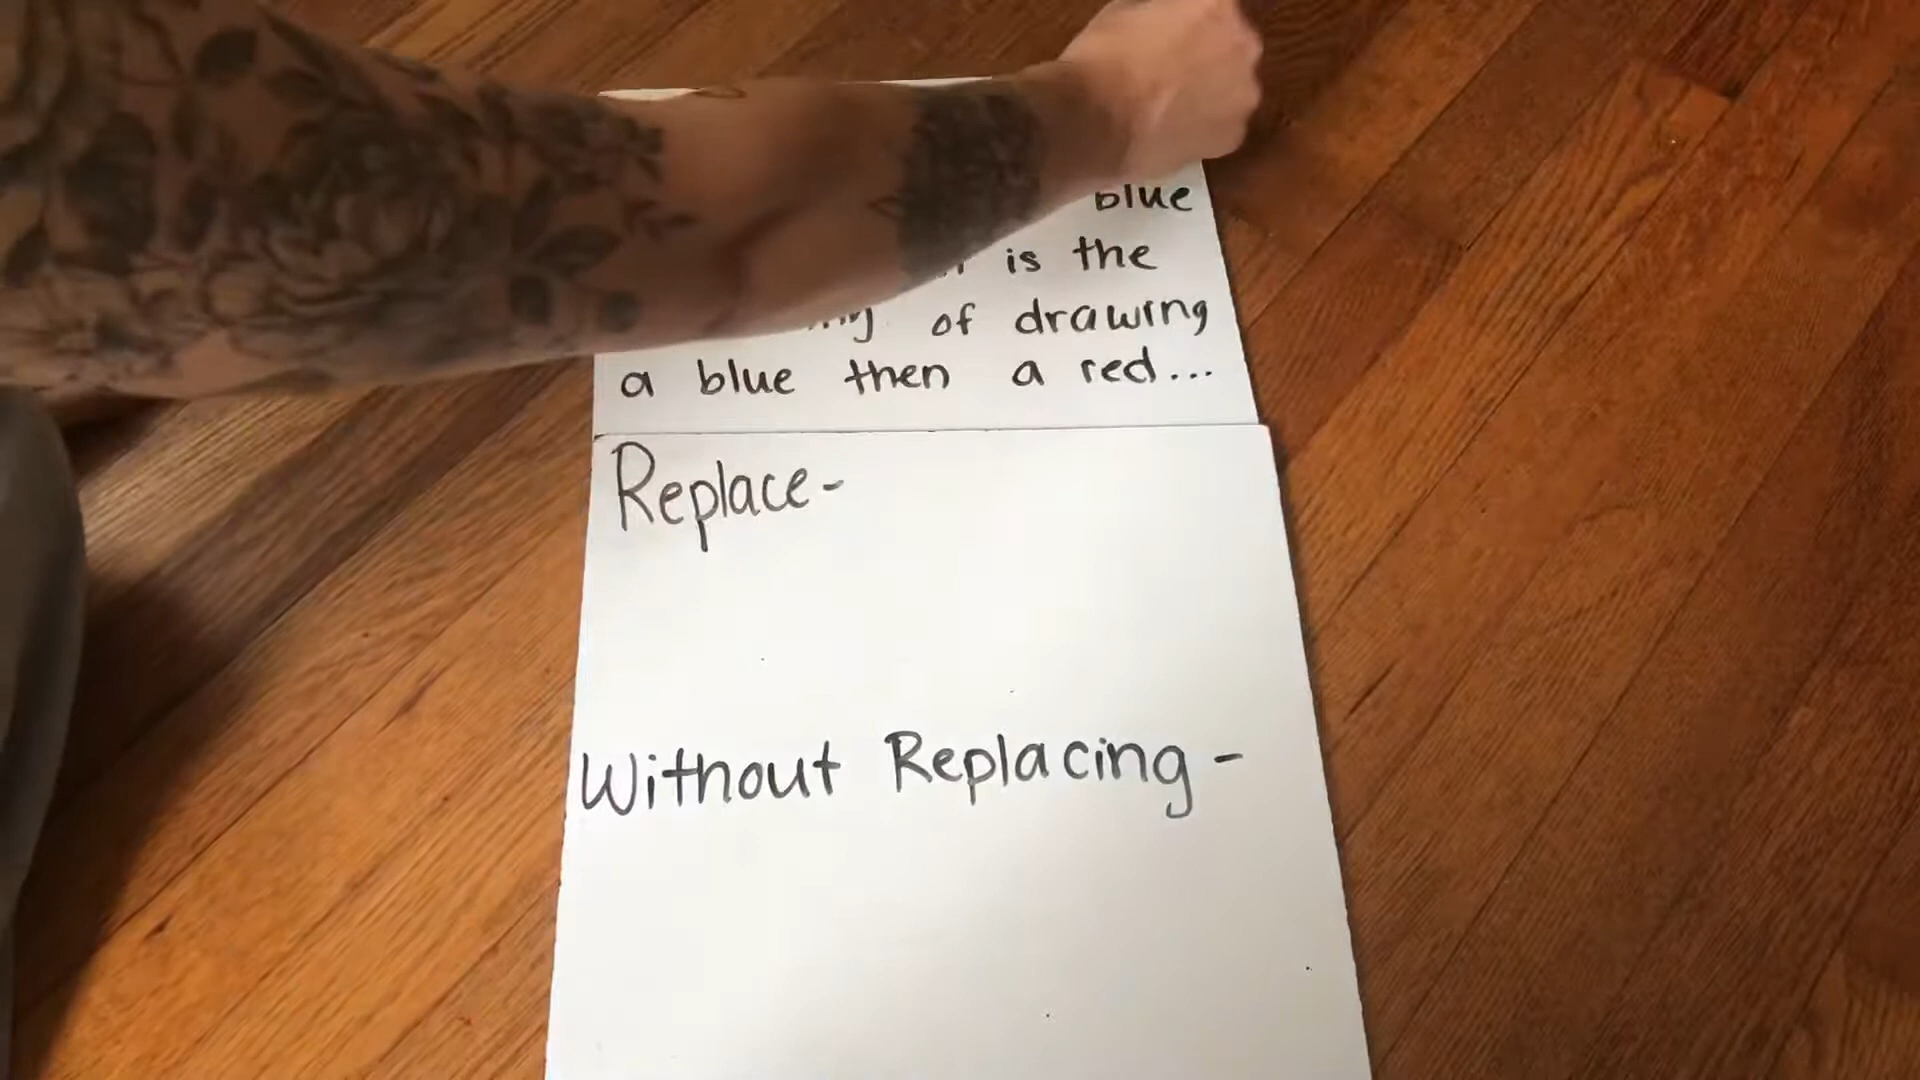 blue
is the
of drawing
a blue then a red...
Replace-
Without Replacing-